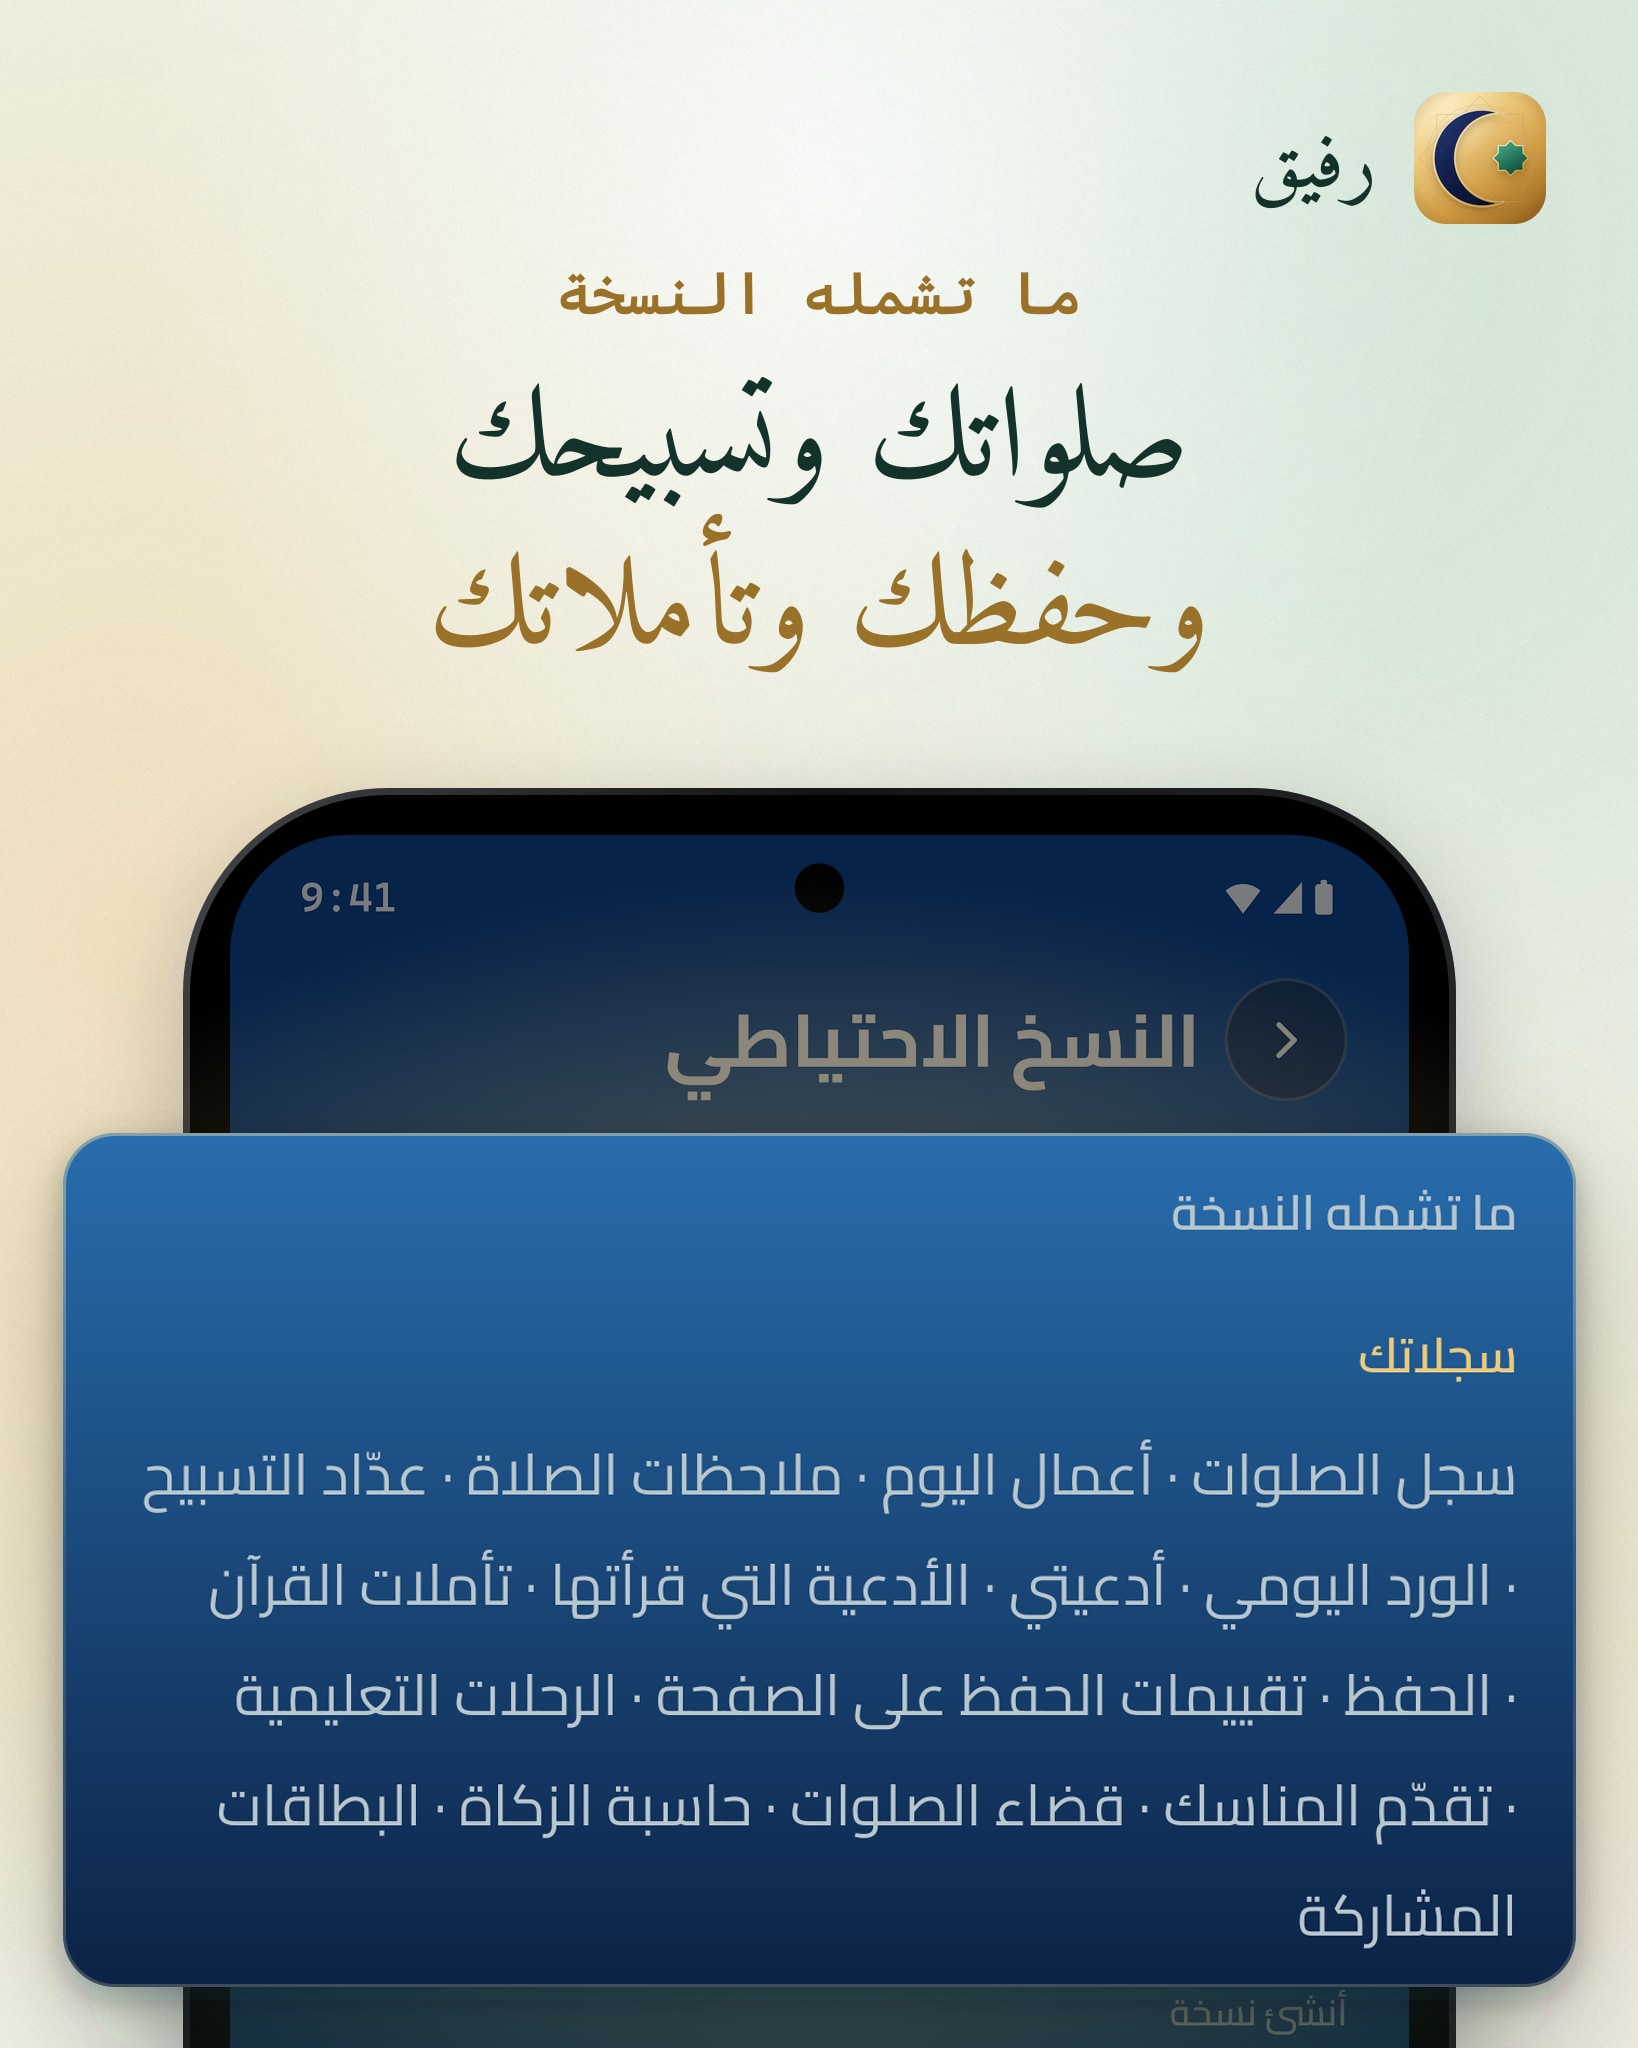 رفيق
ما تشمله النسخة
صلواتك وتسبيحك
وحفظك وتأملاتك
9:41
النسخ الاحتياطي
ما تشمله النسخة
سجلاتك
سجل الصلوات · أعمال اليوم · ملاحظات الصلاة · عدّاد التسبيح
· الورد اليومي · أدعيتي · الأدعية التي قرأتها · تأملات القرآن
· الحفظ · تقييمات الحفظ على الصفحة · الرحلات التعليمية
· تقدّم المناسك · قضاء الصلوات · حاسبة الزكاة · البطاقات
المشاركة
أنشئ نسخة